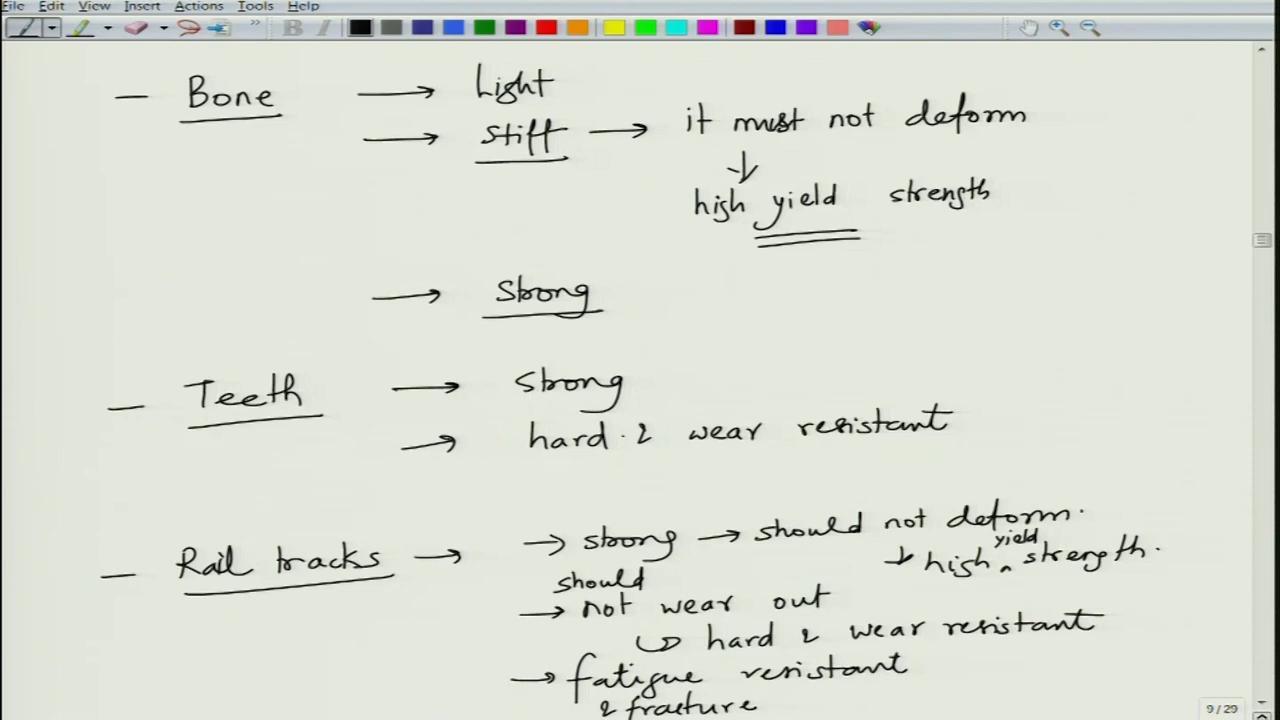 File Edit View Insert Actions Tools Help
— Bone → Light
→ Stiff → it must not deform
↓
high yield strength
→ Strong
— Teeth → Strong
→ hard & wear resistant
— Rail tracks → → strong → should not deform.
↓ high yield strength.
→ should not wear out
↳ hard & wear resistant
→ fatigue resistant
& fracture
9 / 29